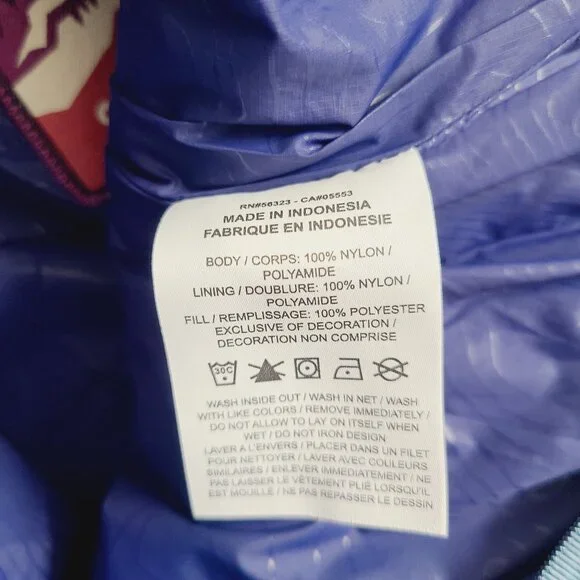 RN#56323 - CA#05553
MADE IN INDONESIA
FABRIQUE EN INDONESIE
BODY / CORPS: 100% NYLON /
POLYAMIDE
LINING / DOUBLURE: 100% NYLON /
POLYAMIDE
FILL / REMPLISSAGE: 100% POLYESTER
EXCLUSIVE OF DECORATION /
DECORATION NON COMPRISE
30C
WASH INSIDE OUT / WASH IN NET / WASH
WITH LIKE COLORS / REMOVE IMMEDIATELY /
DO NOT ALLOW TO LAY ON ITSELF WHEN
WET / DO NOT IRON DESIGN
LAVER A L'ENVERS / PLACER DANS UN FILET
POUR NETTOYER / LAVER AVEC COULEURS
SIMILAIRES / ENLEVER IMMEDIATEMENT / NE
PAS LAISSER LE VÊTEMENT PLIÉ LORSQU'IL
EST MOUILLE / NE PAS REPASSER LE DESSIN